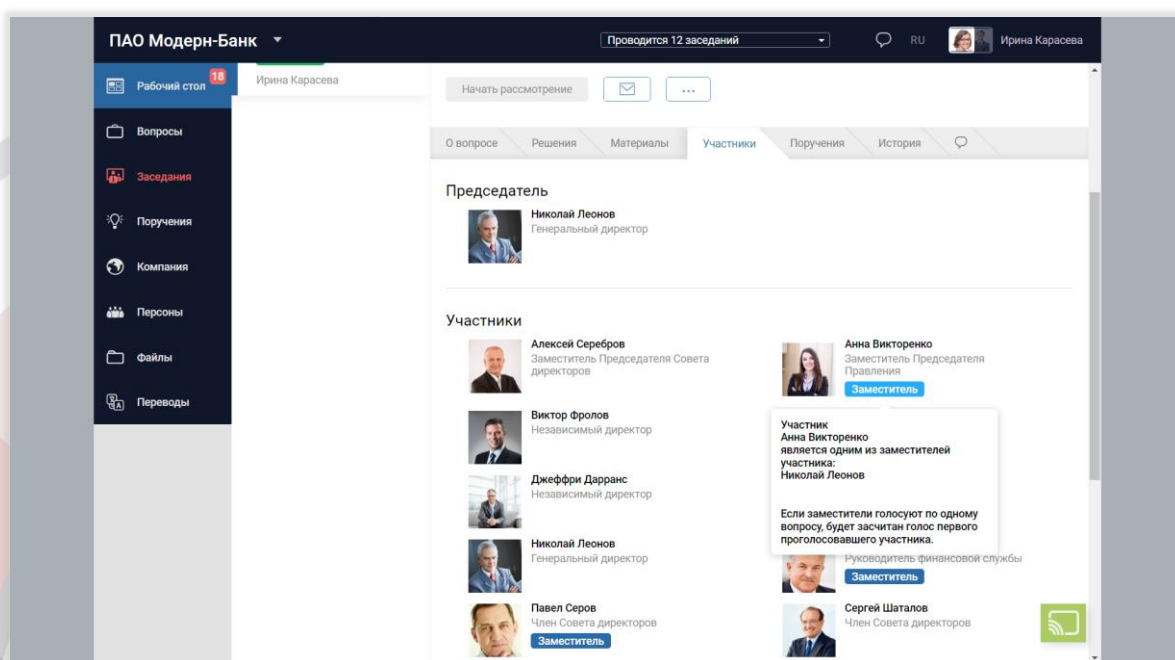 ПАО Модерн-Банк
Проводится 12 заседаний
RU
Ирина Карасева
Рабочий стол
18
Вопросы
Заседания
Поручения
Компания
Персоны
Файлы
Переводы
Ирина Карасева
Начать рассмотрение
...
О вопросе
Решения
Материалы
Участники
Поручения
История
Председатель
Николай Леонов
Генеральный директор
Участники
Алексей Серебров
Заместитель Председателя Совета
директоров
Анна Викторенко
Заместитель Председателя
Правления
Заместитель
Виктор Фролов
Независимый директор
Участник
Анна Викторенко
является одним из заместителей
участника:
Николай Леонов
Если заместители голосуют по одному
вопросу, будет засчитан голос первого
проголосовавшего участника.
Джеффри Дарранс
Независимый директор
Николай Леонов
Генеральный директор
Руководитель финансовой службы
Заместитель
Павел Серов
Член Совета директоров
Заместитель
Сергей Шаталов
Член Совета директоров